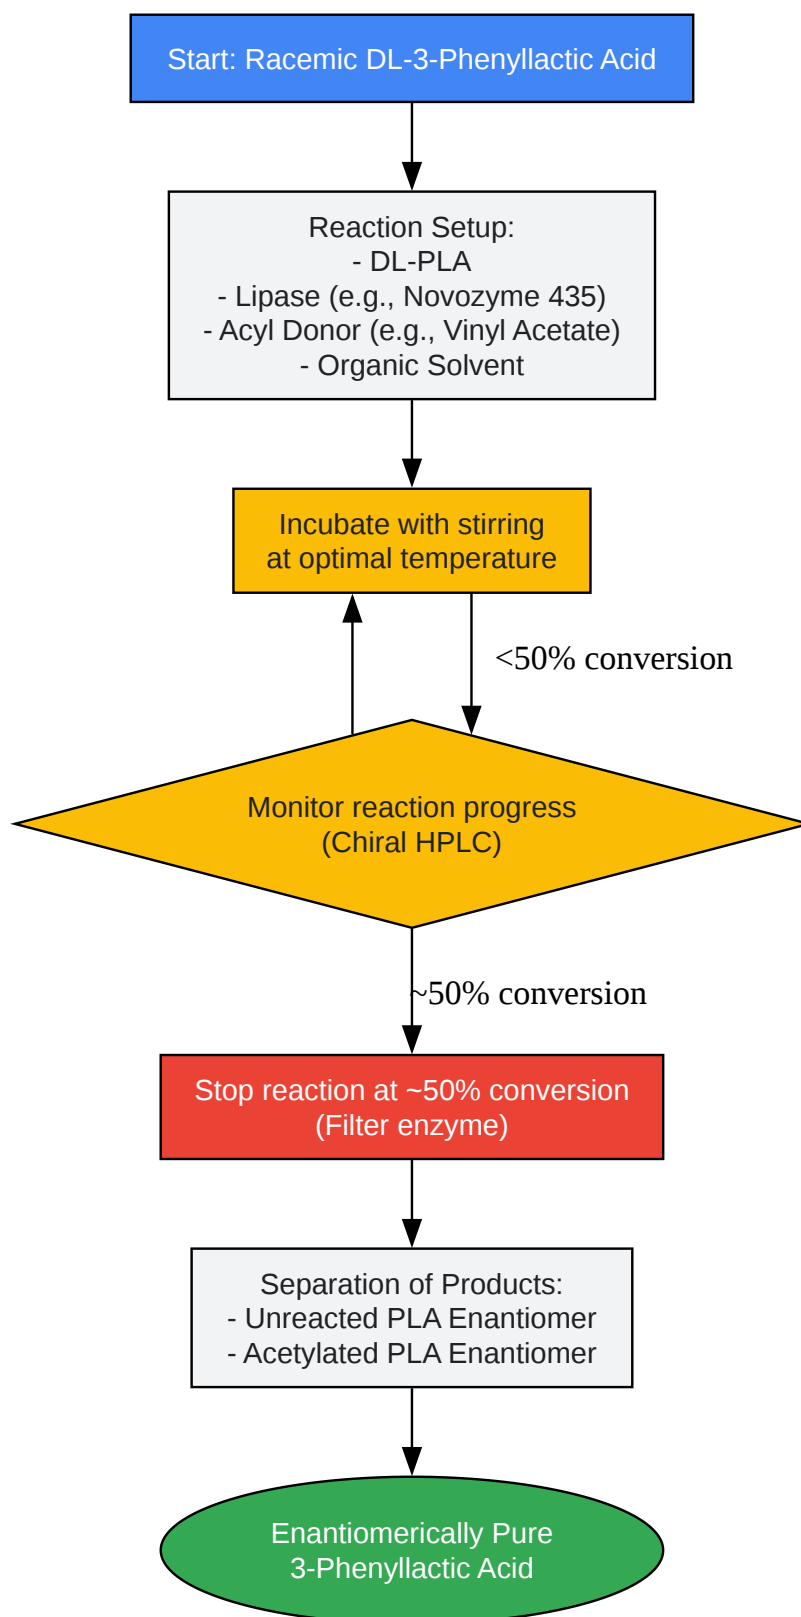 Start: Racemic DL-3-Phenyllactic Acid
Reaction Setup:
- DL-PLA
- Lipase (e.g., Novozyme 435)
- Acyl Donor (e.g., Vinyl Acetate)
- Organic Solvent
Incubate with stirring
at optimal temperature
<50% conversion
Monitor reaction progress
(Chiral HPLC)
~50% conversion
Stop reaction at ~50% conversion
(Filter enzyme)
Separation of Products:
- Unreacted PLA Enantiomer
- Acetylated PLA Enantiomer
Enantiomerically Pure
3-Phenyllactic Acid